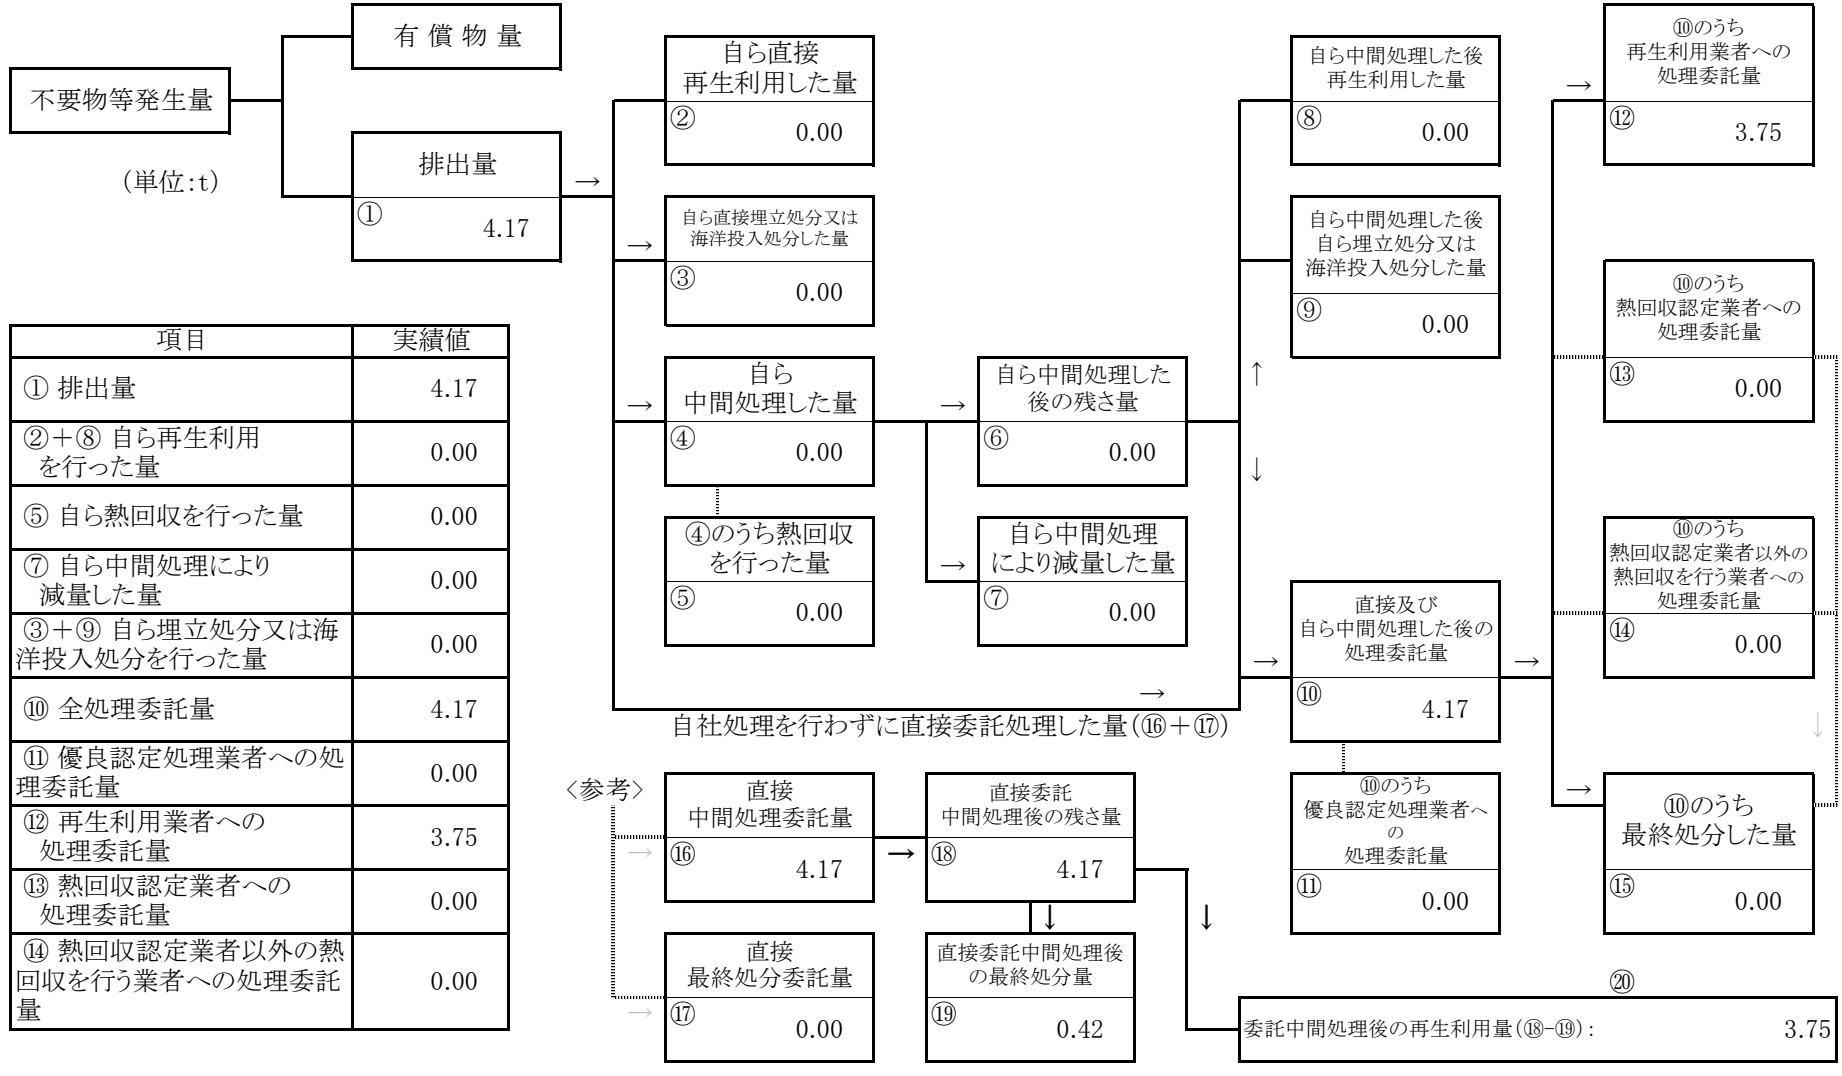 有 償 物 量
不要物等発生量
(単位:t)
排出量
①
4.17
→
自ら直接
再生利用した量
②
0.00
→
自ら直接埋立処分又は
海洋投入処分した量
③
0.00
→
自ら
中間処理した量
④
0.00
④のうち熱回収
を行った量
⑤
0.00
→
自ら中間処理した
後の残さ量
⑥
0.00
→
自ら中間処理
により減量した量
⑦
0.00
↑
↓
自ら中間処理した後
再生利用した量
⑧
0.00
自ら中間処理した後
自ら埋立処分又は
海洋投入処分した量
⑨
0.00
→
自社処理を行わずに直接委託処理した量(⑯+⑰)
→
直接及び
自ら中間処理した後の
処理委託量
⑩
4.17
→
⑩のうち
優良認定処理業者へ
の
処理委託量
⑪
0.00
→
⑩のうち
再生利用業者への
処理委託量
⑫
3.75
⑩のうち
熱回収認定業者への
処理委託量
⑬
0.00
⑩のうち
熱回収認定業者以外の
熱回収を行う業者への
処理委託量
⑭
0.00
↓
→
⑩のうち
最終処分した量
⑮
0.00
項目 実績値
① 排出量 4.17
②+⑧ 自ら再生利用
を行った量
0.00
⑤ 自ら熱回収を行った量 0.00
⑦ 自ら中間処理により
減量した量
0.00
③+⑨ 自ら埋立処分又は海
洋投入処分を行った量
0.00
⑩ 全処理委託量 4.17
⑪ 優良認定処理業者への処
理委託量
0.00
⑫ 再生利用業者への
処理委託量
3.75
⑬ 熱回収認定業者への
処理委託量
0.00
⑭ 熱回収認定業者以外の熱
回収を行う業者への処理委託
量
0.00
<参考>
→
直接
中間処理委託量
⑯
4.17
→
直接委託
中間処理後の残さ量
⑱
4.17
↓
↓
→
直接
最終処分委託量
⑰
0.00
直接委託中間処理後
の最終処分量
⑲
0.42
⑳
委託中間処理後の再生利用量(⑱-⑲): 3.75